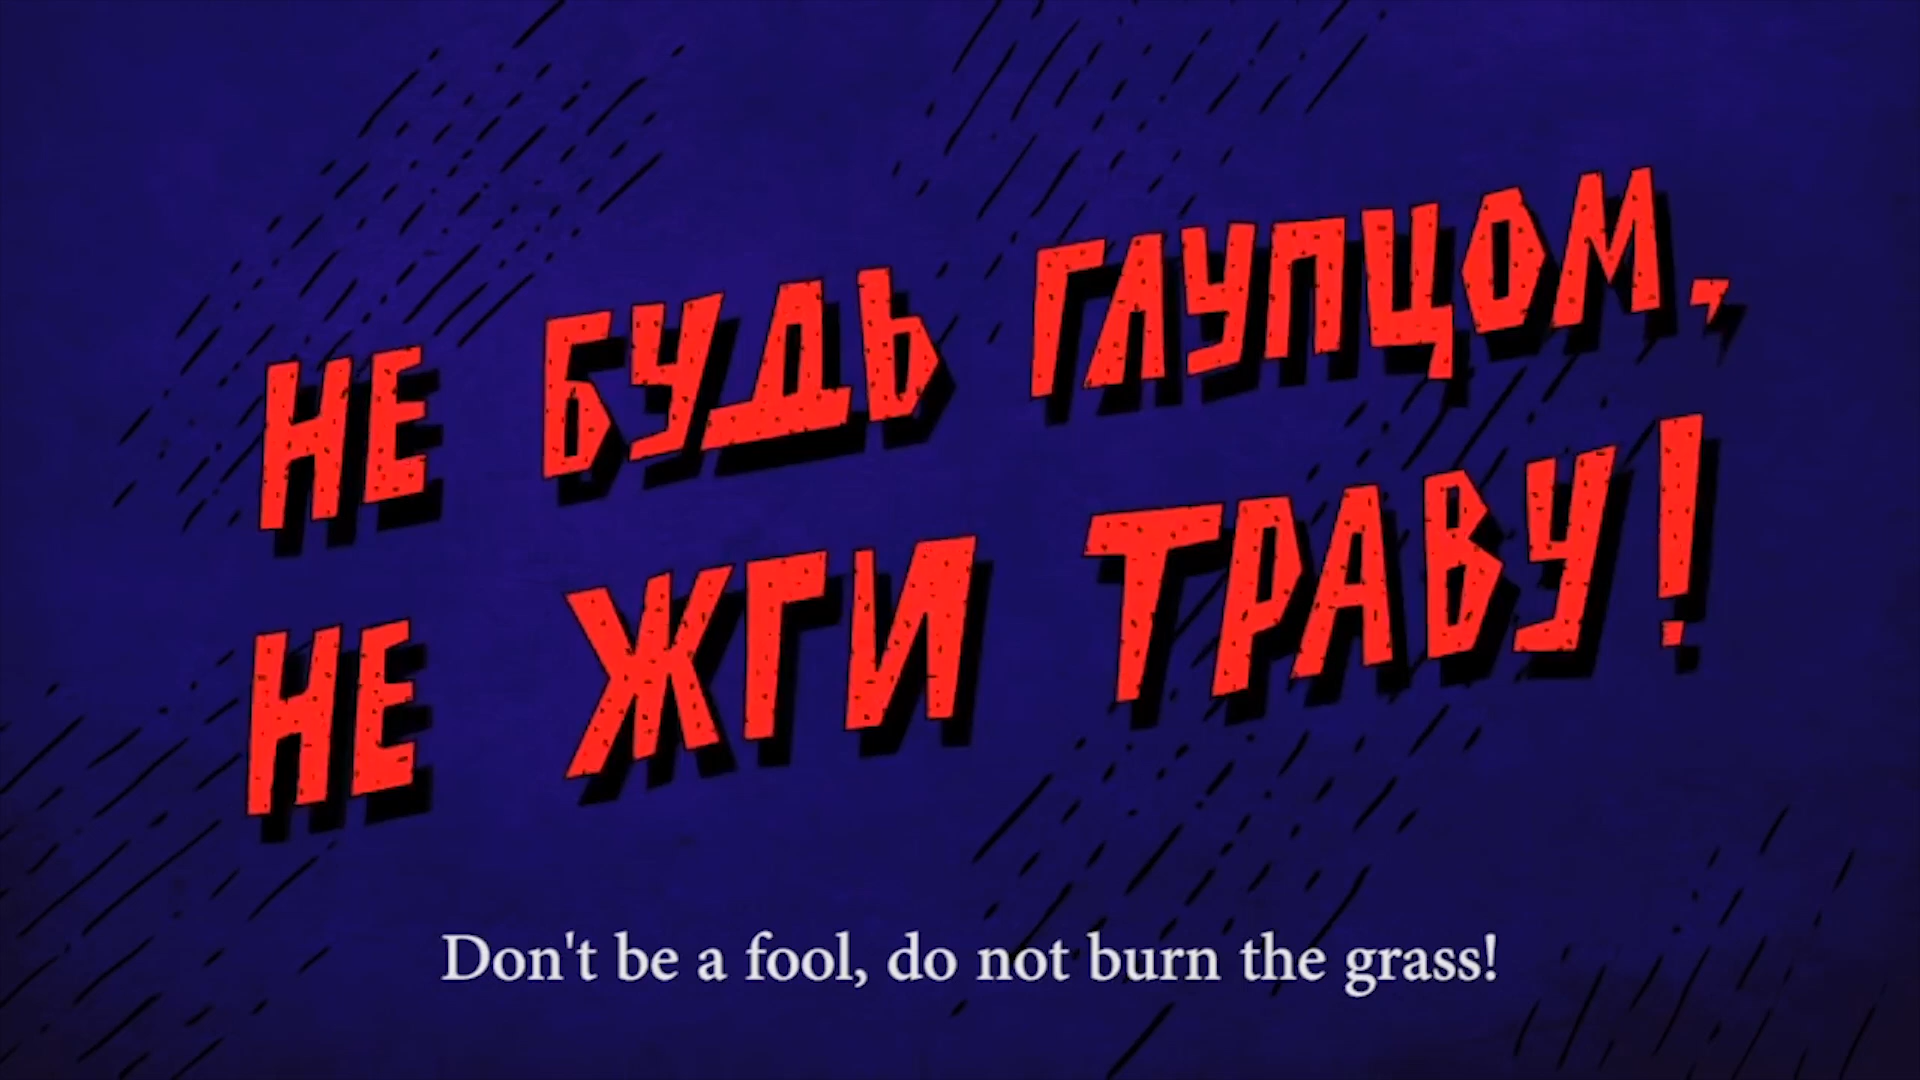 НЕ БУДЬ ГЛУПЦОМ,
НЕ ЖГИ ТРАВУ!
Don't be a fool, do not burn the grass!